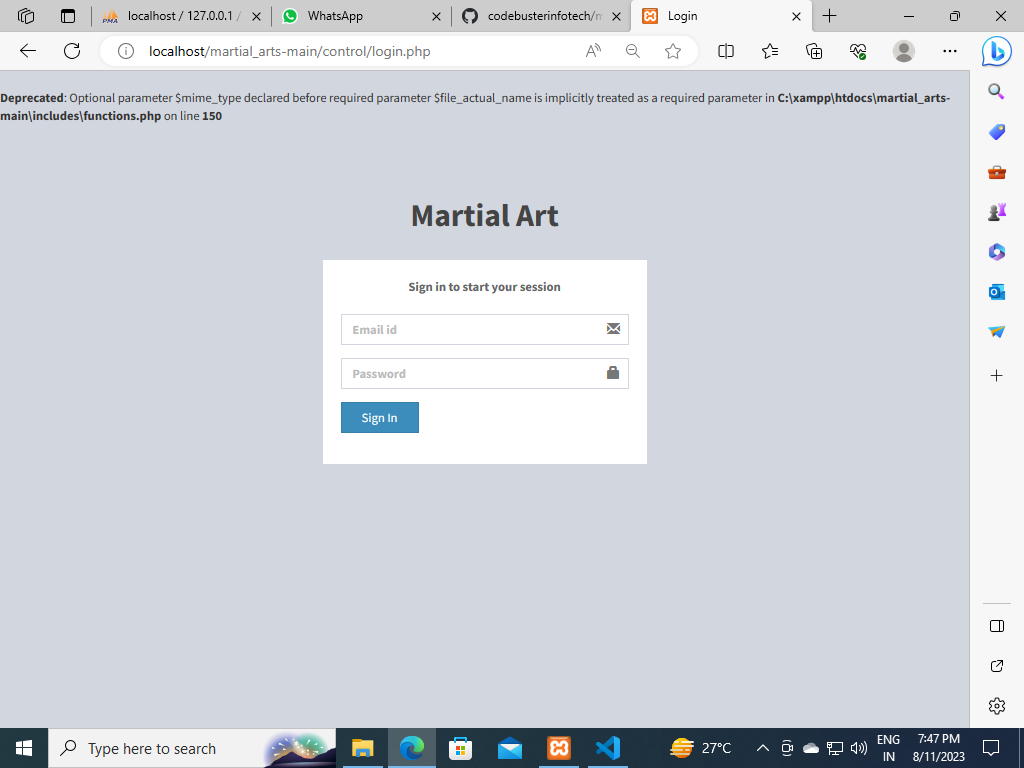 localhost / 127.0.0.1 /
WhatsApp
codebusterinfotech/m
Login
localhost/martial_arts-main/control/login.php
Deprecated: Optional parameter $mime_type declared before required parameter $file_actual_name is implicitly treated as a required parameter in C:\xampp\htdocs\martial_arts-
main\includes\functions.php on line 150
Martial Art
Sign in to start your session
Email id
Password
Sign In
Type here to search
27°C
ENG
IN
7:47 PM
8/11/2023